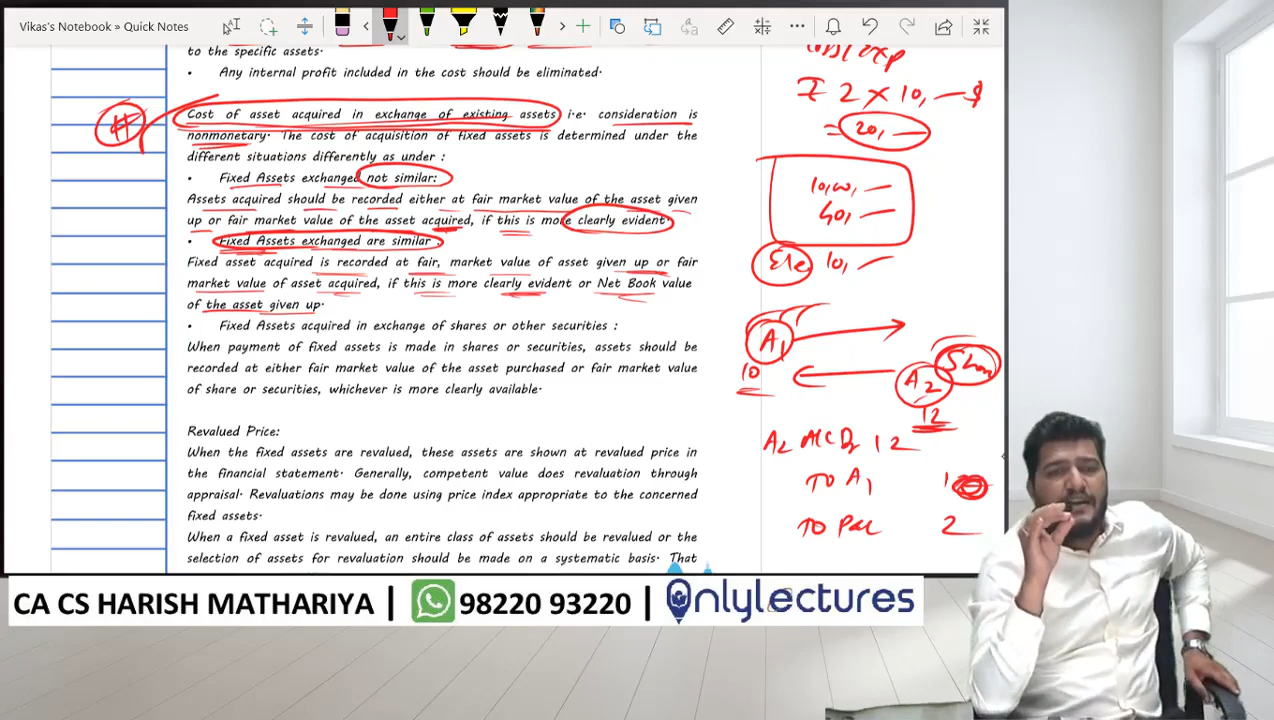 Vikas's Notebook » Quick Notes
to the specific assets.
• Any internal profit included in the cost should be eliminated.
Cost of asset acquired in exchange of existing assets i.e. consideration is
nonmonetary. The cost of acquisition of fixed assets is determined under the
different situations differently as under :
• Fixed Assets exchanged not similar:
Assets acquired should be recorded either at fair market value of the asset given
up or fair market value of the asset acquired, if this is more clearly evident.
• Fixed Assets exchanged are similar :
Fixed asset acquired is recorded at fair, market value of asset given up or fair
market value of asset acquired, if this is more clearly evident or Net Book value
of the asset given up.
• Fixed Assets acquired in exchange of shares or other securities :
When payment of fixed assets is made in shares or securities, assets should be
recorded at either fair market value of the asset purchased or fair market value
of share or securities, whichever is more clearly available.
Revalued Price:
When the fixed assets are revalued, these assets are shown at revalued price in
the financial statement. Generally, competent value does revaluation through
appraisal. Revaluations may be done using price index appropriate to the concerned
fixed assets.
When a fixed asset is revalued, an entire class of assets should be revalued or the
selection of assets for revaluation should be made on a systematic basis. That
#
2 × 10, —
= 20, —
10,00, —
40, —
Ele 10, —
A1
10
A2
12
A2 A/C Dr 12
To A1
To P&L 2
CA CS HARISH MATHARIYA | 98220 93220 | Onlylectures